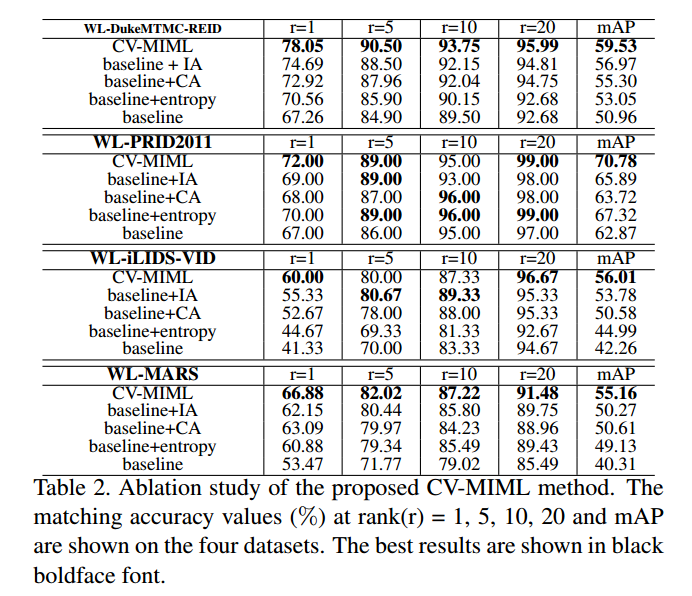 WL-DukeMTMC-REID r=1 r=5 r=10 r=20 mAP
CV-MIML 78.05 90.50 93.75 95.99 59.53
baseline + IA 74.69 88.50 92.15 94.81 56.97
baseline+CA 72.92 87.96 92.04 94.75 55.30
baseline+entropy 70.56 85.90 90.15 92.68 53.05
baseline 67.26 84.90 89.50 92.68 50.96
WL-PRID2011 r=1 r=5 r=10 r=20 mAP
CV-MIML 72.00 89.00 95.00 99.00 70.78
baseline+IA 69.00 89.00 93.00 98.00 65.89
baseline+CA 68.00 87.00 96.00 98.00 63.72
baseline+entropy 70.00 89.00 96.00 99.00 67.32
baseline 67.00 86.00 95.00 97.00 62.87
WL-iLIDS-VID r=1 r=5 r=10 r=20 mAP
CV-MIML 60.00 80.00 87.33 96.67 56.01
baseline+IA 55.33 80.67 89.33 95.33 53.78
baseline+CA 52.67 78.00 88.00 95.33 50.58
baseline+entropy 44.67 69.33 81.33 92.67 44.99
baseline 41.33 70.00 83.33 94.67 42.26
WL-MARS r=1 r=5 r=10 r=20 mAP
CV-MIML 66.88 82.02 87.22 91.48 55.16
baseline+IA 62.15 80.44 85.80 89.75 50.27
baseline+CA 63.09 79.97 84.23 88.96 50.61
baseline+entropy 60.88 79.34 85.49 89.43 49.13
baseline 53.47 71.77 79.02 85.49 40.31
Table 2. Ablation study of the proposed CV-MIML method. The
matching accuracy values (%) at rank(r) = 1, 5, 10, 20 and mAP
are shown on the four datasets. The best results are shown in black
boldface font.